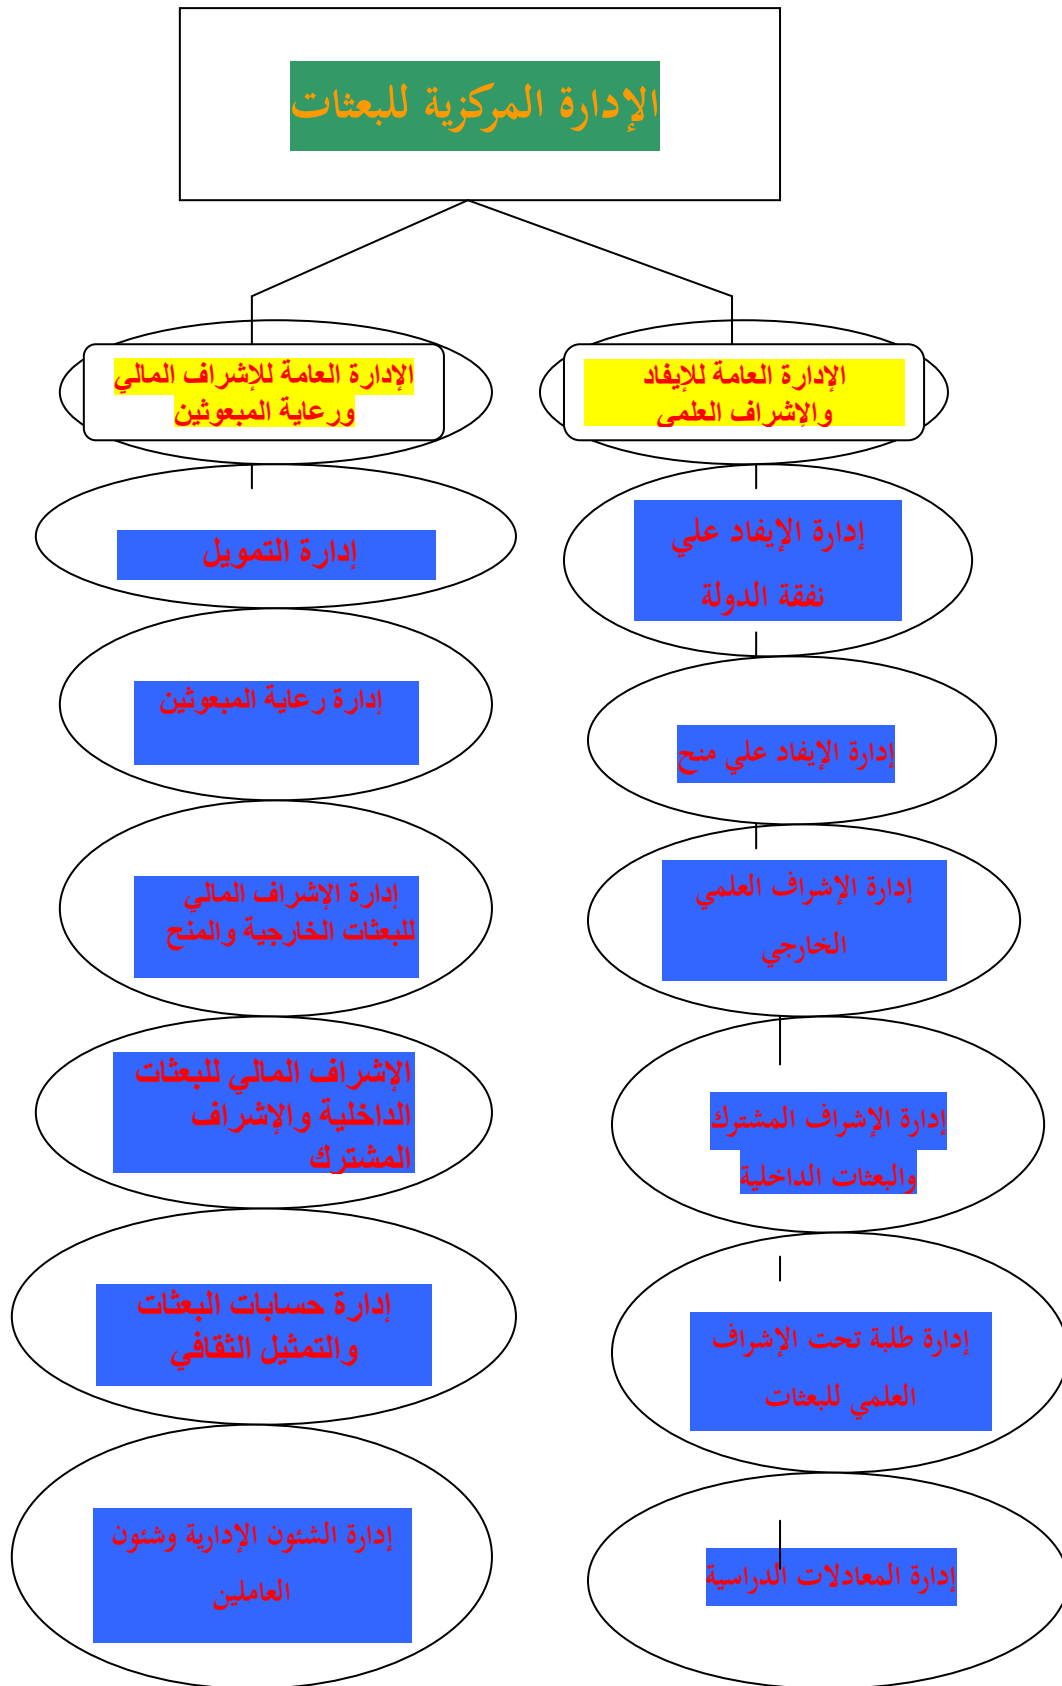 الإدارة المركزية للبعثات
الإدارة العامة للإيفاد
والإشراف العلمى
إدارة الإيفاد علي
نفقة الدولة
إدارة الإيفاد علي منح
إدارة الإشراف العلمي
الخارجي
إدارة الإشراف المشترك
والبعثات الداخلية
إدارة طلبة تحت الإشراف
العلمي للبعثات
إدارة المعادلات الدراسية
الإدارة العامة للإشراف المالي
ورعاية المبعوثين
إدارة التمويل
إدارة رعاية المبعوثين
إدارة الإشراف المالي
للبعثات الخارجية والمنح
الإشراف المالي للبعثات
الداخلية والإشراف
المشترك
إدارة حسابات البعثات
والتمثيل الثقافي
إدارة الشئون الإدارية وشئون
العاملين